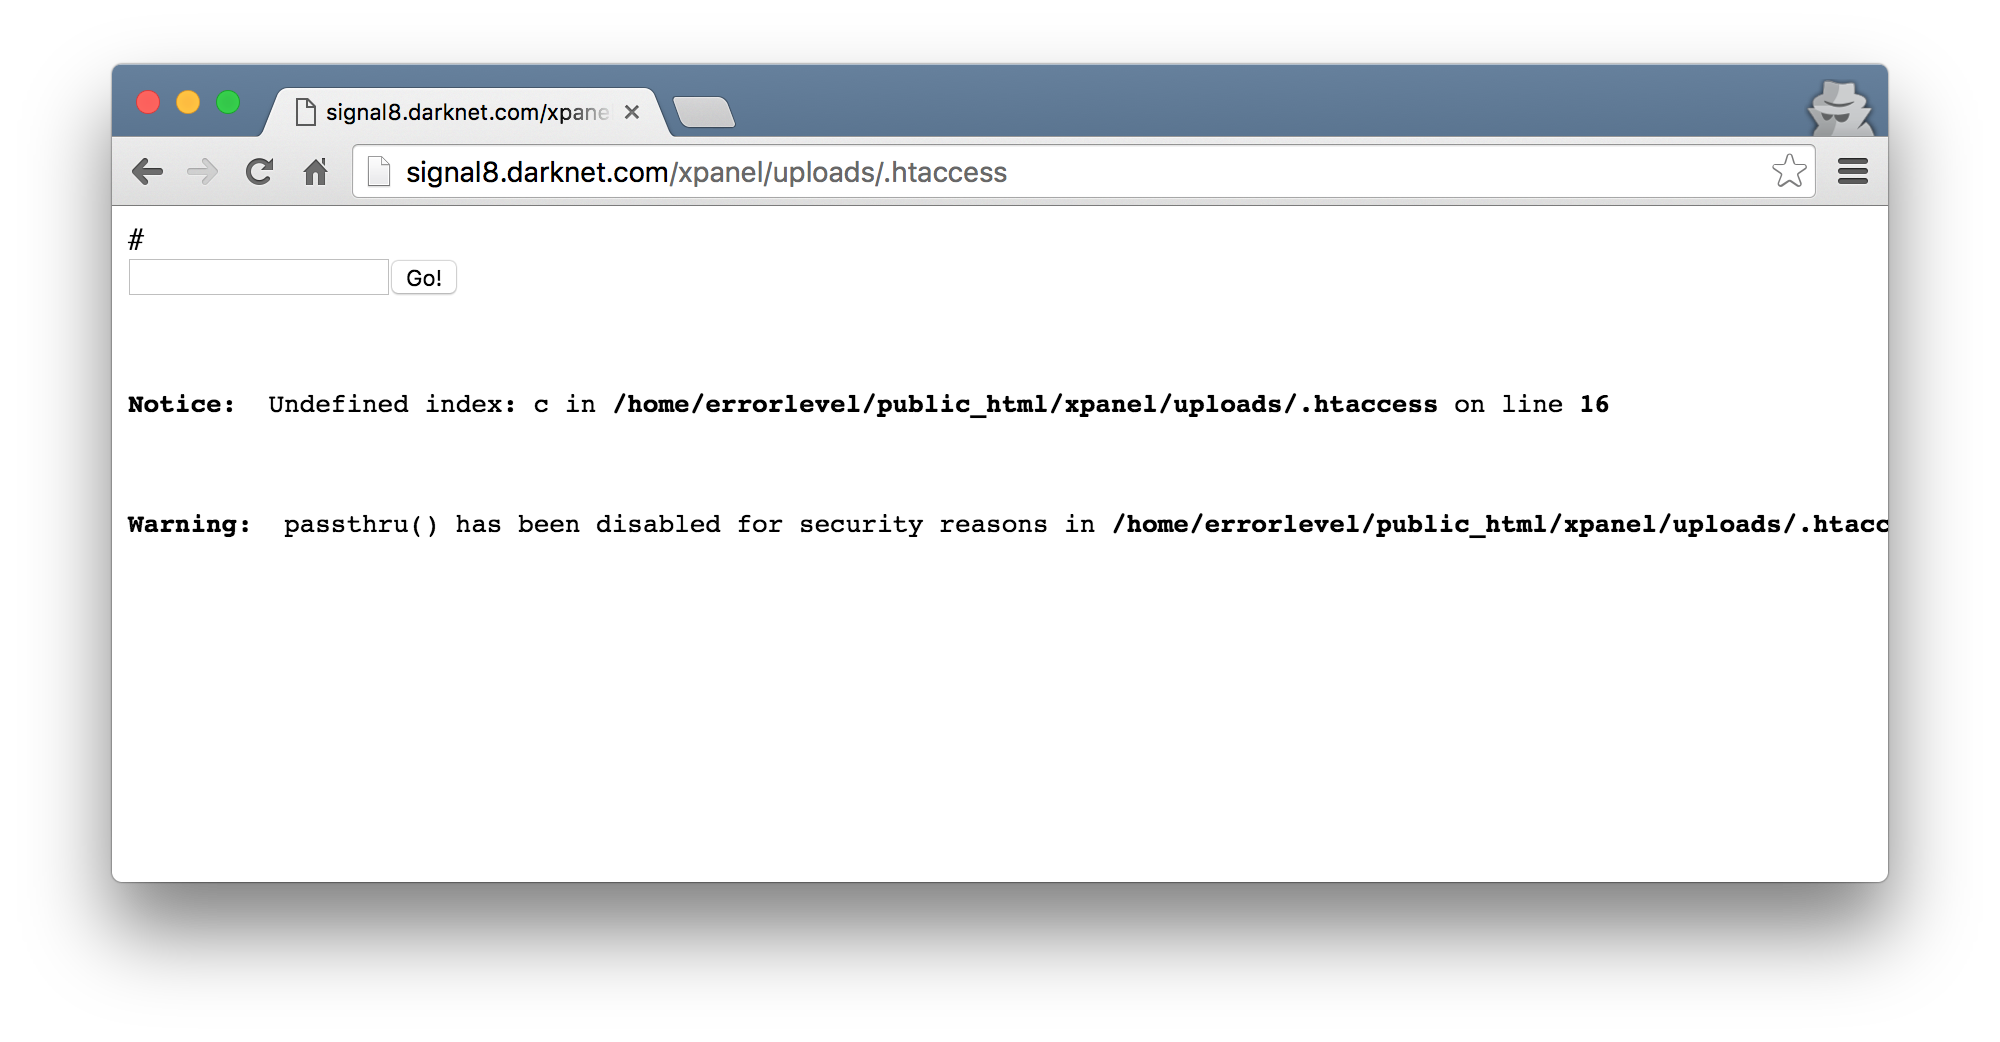 signal8.darknet.com/xpane
signal8.darknet.com/xpanel/uploads/.htaccess
#
Go!
Notice:  Undefined index: c in /home/errorlevel/public_html/xpanel/uploads/.htaccess on line 16
Warning:  passthru() has been disabled for security reasons in /home/errorlevel/public_html/xpanel/uploads/.htacc